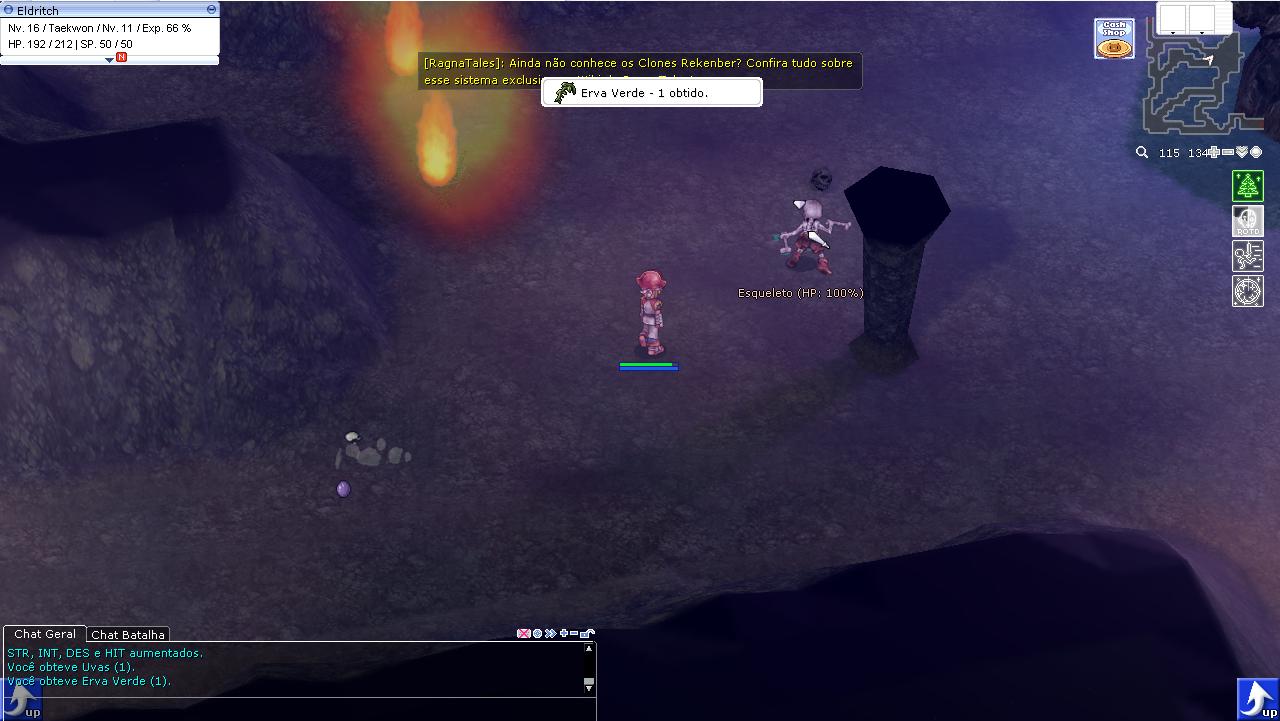 Eldritch
Nv. 16 / Taekwon / Nv. 11 / Exp. 66 %
HP. 192 / 212 | SP. 50 / 50
N
[RagnaTales]: Ainda não conhece os Clones Rekenber? Confira tudo sobre
esse sistema exclusi
Erva Verde - 1 obtido.
Cash
Shop
115 134
ROTD
Esqueleto (HP: 100%)
Chat Geral
Chat Batalha
STR, INT, DES e HIT aumentados.
Você obteve Uvas (1).
Você obteve Erva Verde (1).
up
up